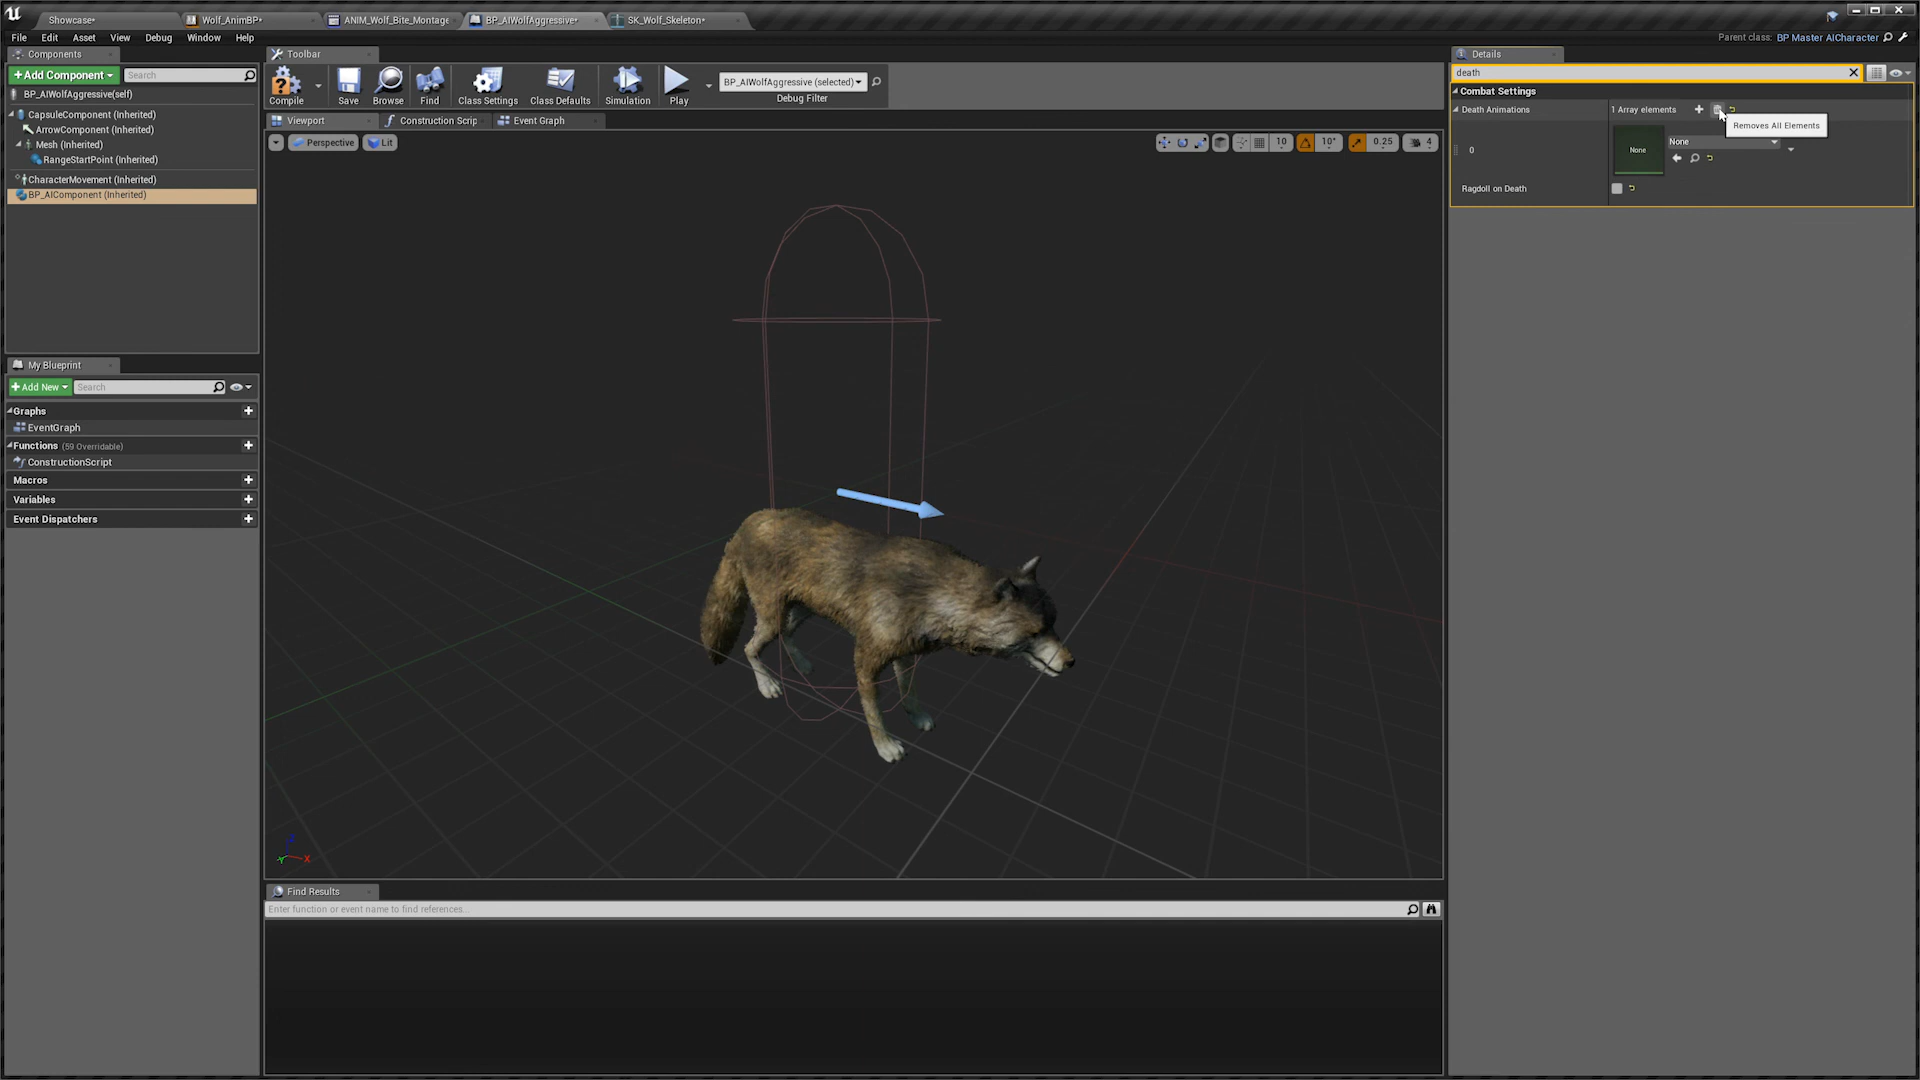 Showcase*
Wolf_AnimBP*
ANIM_Wolf_Bite_Montage
BP_AIWolfAggressive*
SK_Wolf_Skeleton*
File
Edit
Asset
View
Debug
Window
Help
Parent class:
BP Master AICharacter
Components
+Add Component
Search
BP_AIWolfAggressive(self)
CapsuleComponent (Inherited)
ArrowComponent (Inherited)
Mesh (Inherited)
RangeStartPoint (Inherited)
CharacterMovement (Inherited)
BP_AIComponent (Inherited)
My Blueprint
+Add New
Search
Graphs
EventGraph
Functions (59 Overridable)
ConstructionScript
Macros
Variables
Event Dispatchers
Toolbar
Compile
Save
Browse
Find
Class Settings
Class Defaults
Simulation
Play
BP_AIWolfAggressive (selected)
Debug Filter
Viewport
Construction Scrip
Event Graph
Perspective
Lit
10
10°
0.25
4
Z
X
Y
Find Results
Enter function or event name to find references...
Details
death
Combat Settings
Death Animations
1 Array elements
Removes All Elements
0
None
None
Ragdoll on Death